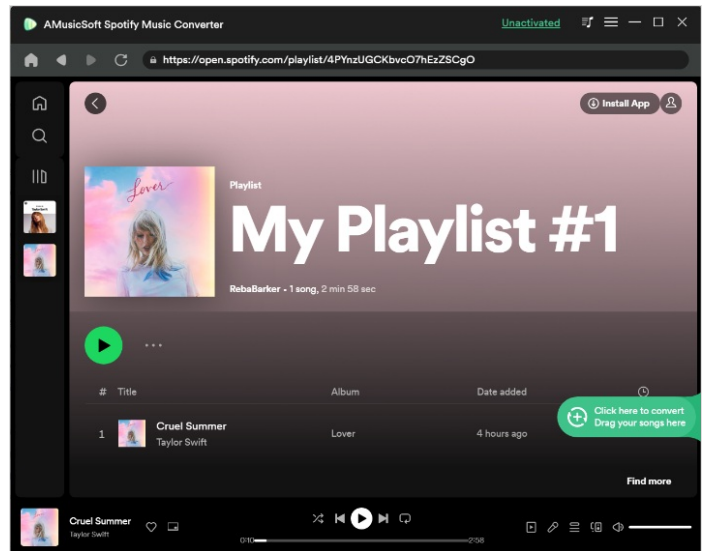 AMusicSoft Spotify Music Converter
Unactivated
https://open.spotify.com/playlist/4PYnzUGCKbvcO7hEzZSCgO
Install App
Lover
Playlist
My Playlist #1
RebaBarker • 1 song, 2 min 58 sec
# Title Album Date added
1 Cruel Summer Lover 4 hours ago
Taylor Swift
Click here to convert
Drag your songs here
Find more
Cruel Summer
Taylor Swift
0:10 2:58